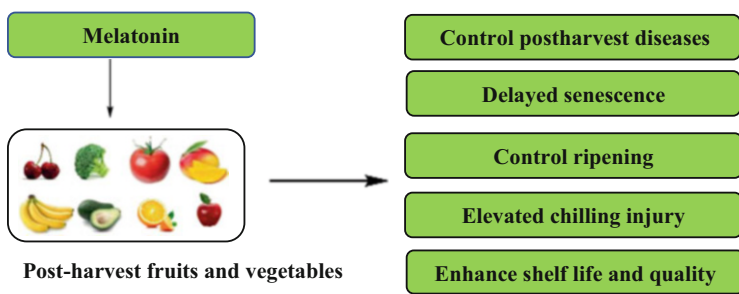 Melatonin
Post-harvest fruits and vegetables
Control postharvest diseases
Delayed senescence
Control ripening
Elevated chilling injury
Enhance shelf life and quality